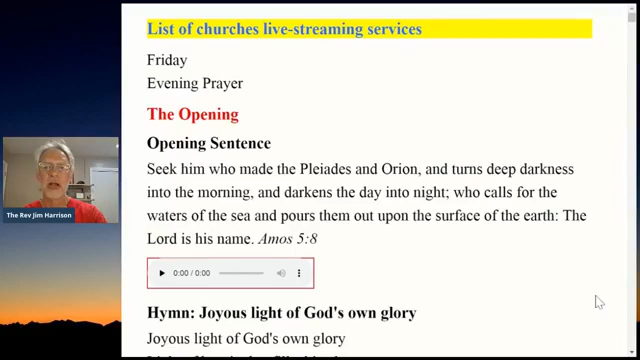 List of churches live-streaming services
Friday
Evening Prayer
The Opening
Opening Sentence
Seek him who made the Pleiades and Orion, and turns deep darkness
into the morning, and darkens the day into night; who calls for the
waters of the sea and pours them out upon the surface of the earth: The
Lord is his name. Amos 5:8
0:00 / 0:00
The Rev Jim Harrison
Hymn: Joyous light of God's own glory
Joyous light of God's own glory